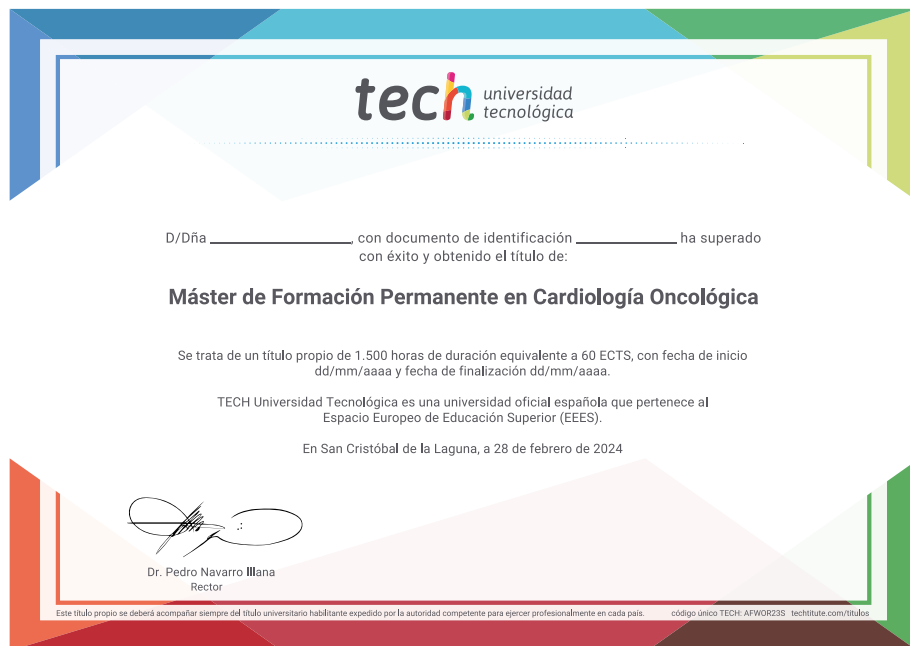 tech universidad
tecnológica
D/Dña ____________________, con documento de identificación ______________ ha superado
con éxito y obtenido el título de:
Máster de Formación Permanente en Cardiología Oncológica
Se trata de un título propio de 1.500 horas de duración equivalente a 60 ECTS, con fecha de inicio
dd/mm/aaaa y fecha de finalización dd/mm/aaaa.
TECH Universidad Tecnológica es una universidad oficial española que pertenece al
Espacio Europeo de Educación Superior (EEES).
En San Cristóbal de la Laguna, a 28 de febrero de 2024
Dr. Pedro Navarro Illana
Rector
Este título propio se deberá acompañar siempre del título universitario habilitante expedido por la autoridad competente para ejercer profesionalmente en cada país. código único TECH: AFWOR23S techtitute.com/titulos